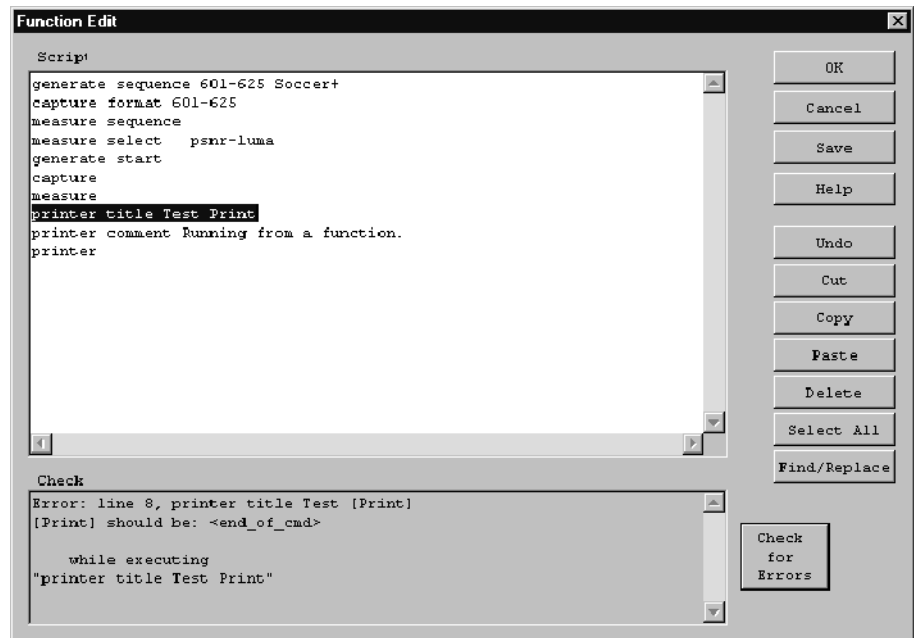 Function Edit
Script
generate sequence 601-625 Soccer+
capture format 601-625
measure sequence
measure select   psnr-luma
generate start
capture
measure
printer title Test Print
printer comment Running from a function.
printer
OK
Cancel
Save
Help
Undo
Cut
Copy
Paste
Delete
Select All
Find/Replace
Check
Error: line 8, printer title Test [Print]
[Print] should be: <end_of_cmd>
while executing
"printer title Test Print"
Check
for
Errors